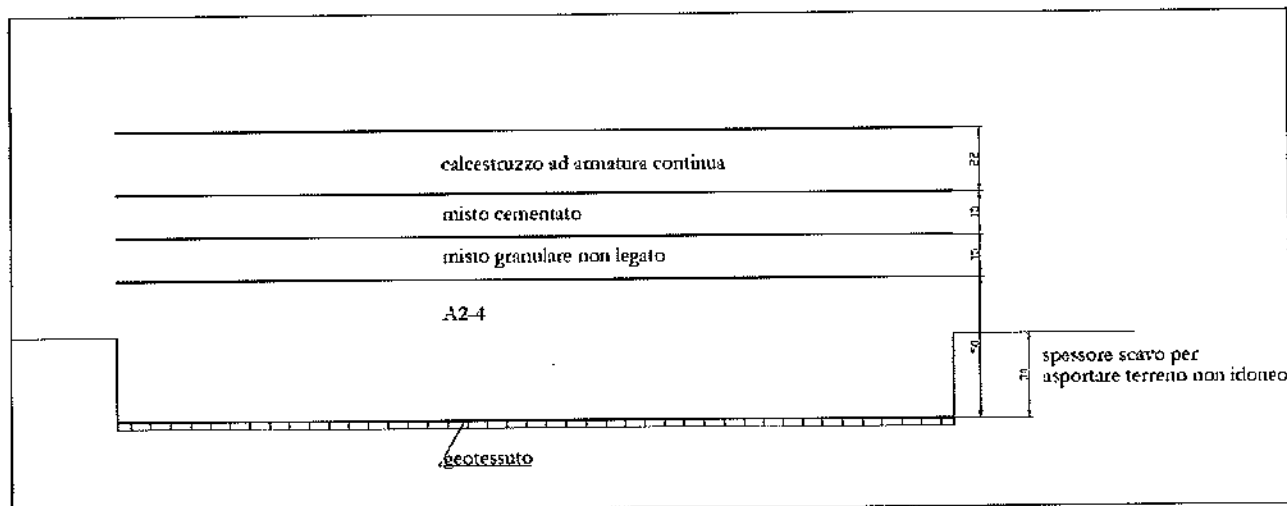 calcestruzzo ad armatura continua
misto cementato
misto granulare non legato
A2-4
spessore scavo per
asportare terreno non idoneo
geotessuto